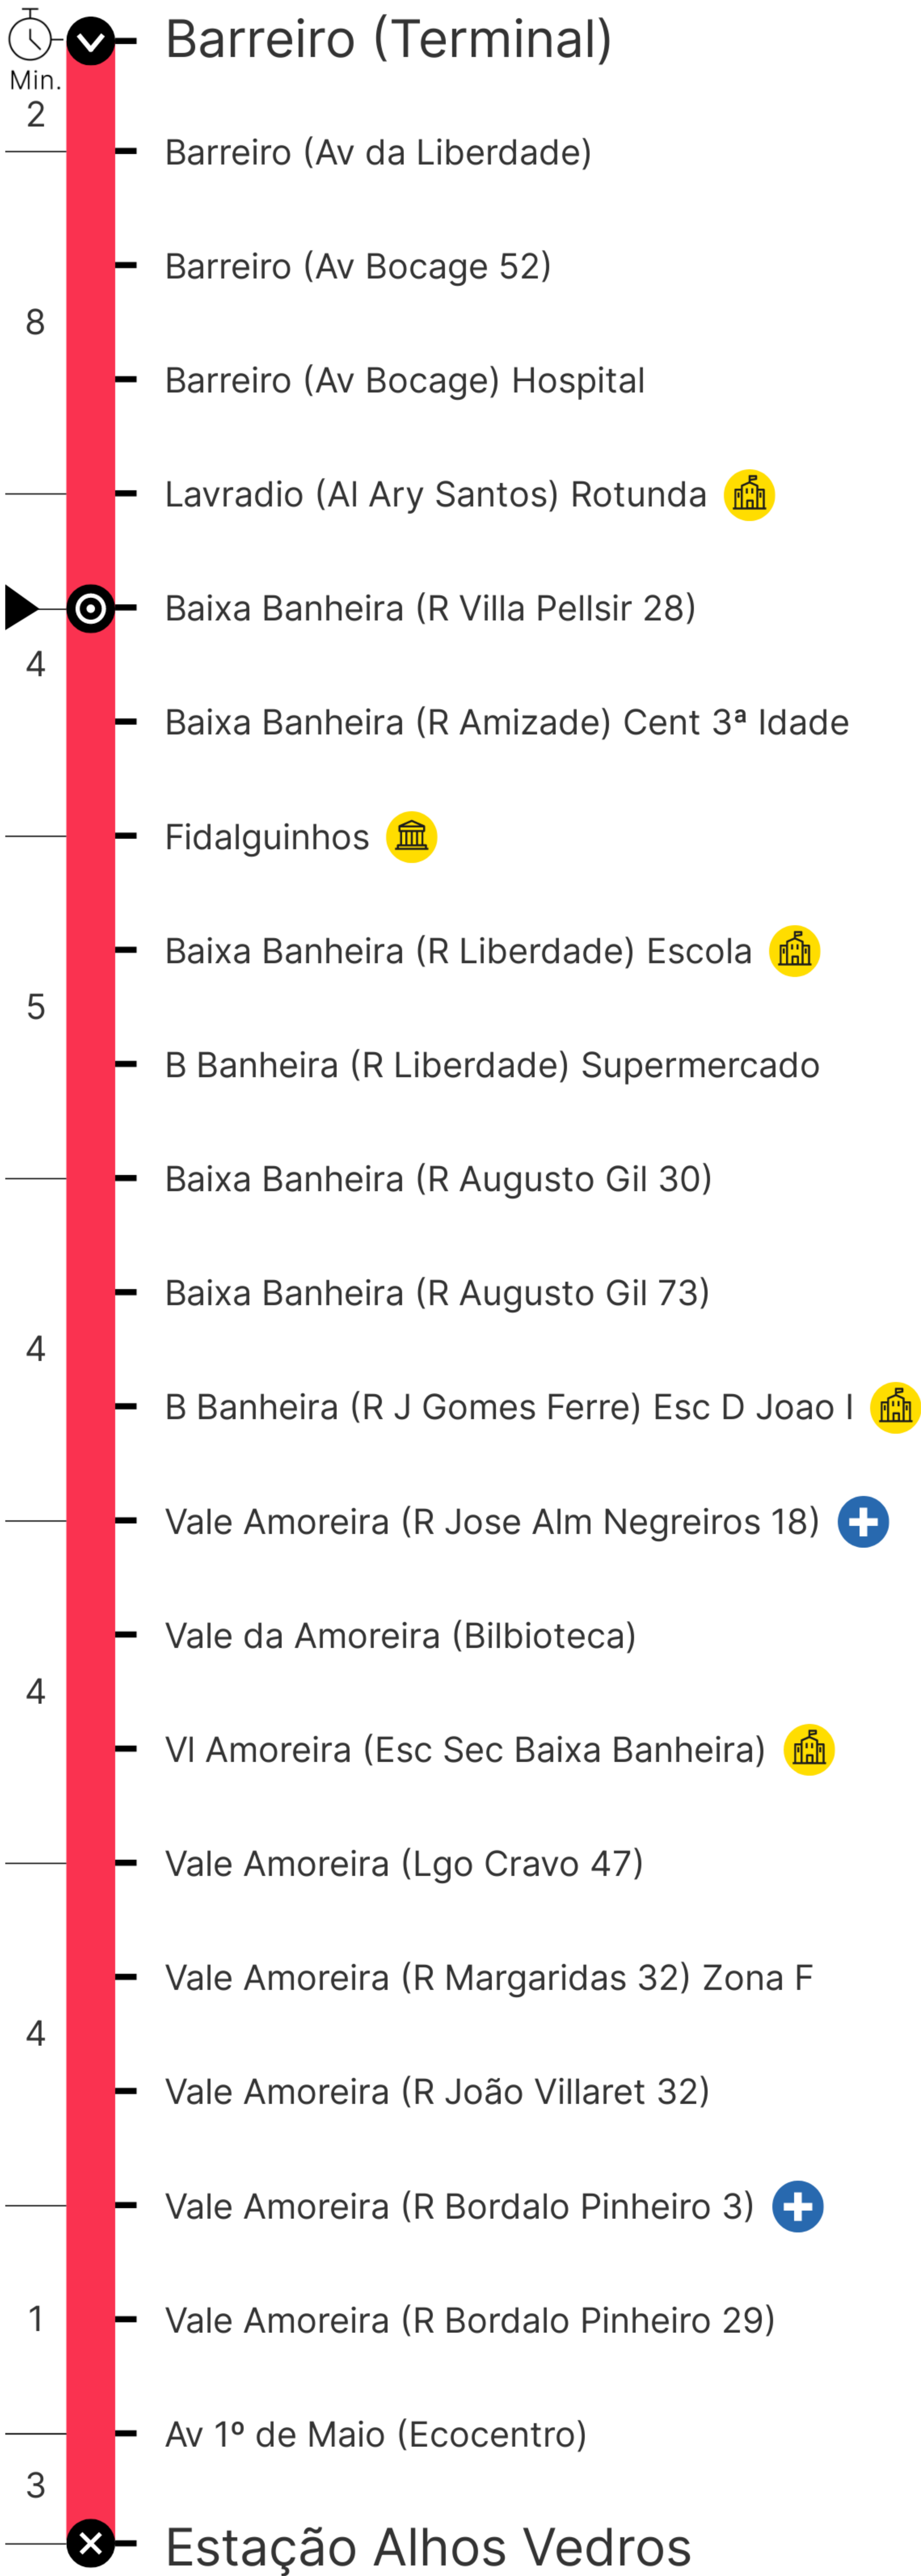 Barreiro (Terminal)
Min.
2
Barreiro (Av da Liberdade)
Barreiro (Av Bocage 52)
8
Barreiro (Av Bocage) Hospital
Lavradio (Al Ary Santos) Rotunda
Baixa Banheira (R Villa Pellsir 28)
4
Baixa Banheira (R Amizade) Cent 3ª Idade
Fidalguinhos
Baixa Banheira (R Liberdade) Escola
5
B Banheira (R Liberdade) Supermercado
Baixa Banheira (R Augusto Gil 30)
Baixa Banheira (R Augusto Gil 73)
4
B Banheira (R J Gomes Ferre) Esc D Joao I
Vale Amoreira (R Jose Alm Negreiros 18)
Vale da Amoreira (Bilbioteca)
4
Vl Amoreira (Esc Sec Baixa Banheira)
Vale Amoreira (Lgo Cravo 47)
Vale Amoreira (R Margaridas 32) Zona F
4
Vale Amoreira (R João Villaret 32)
Vale Amoreira (R Bordalo Pinheiro 3)
1
Vale Amoreira (R Bordalo Pinheiro 29)
Av 1º de Maio (Ecocentro)
3
Estação Alhos Vedros